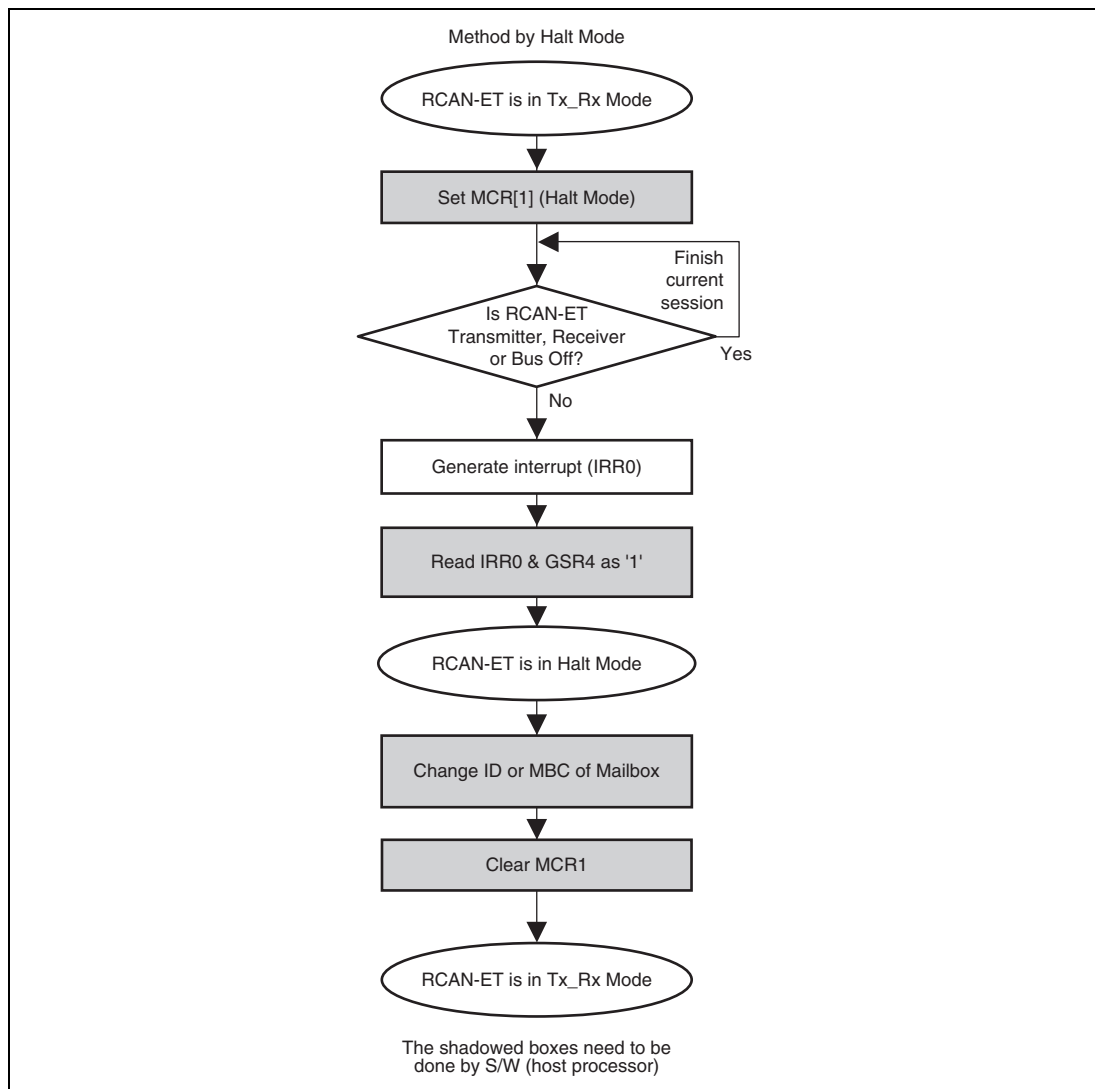 Method by Halt Mode
RCAN-ET is in Tx_Rx Mode
Set MCR[1] (Halt Mode)
Finish
current
session
Is RCAN-ET
Transmitter, Receiver
or Bus Off?
Yes
No
Generate interrupt (IRR0)
Read IRR0 & GSR4 as '1'
RCAN-ET is in Halt Mode
Change ID or MBC of Mailbox
Clear MCR1
RCAN-ET is in Tx_Rx Mode
The shadowed boxes need to be
done by S/W (host processor)